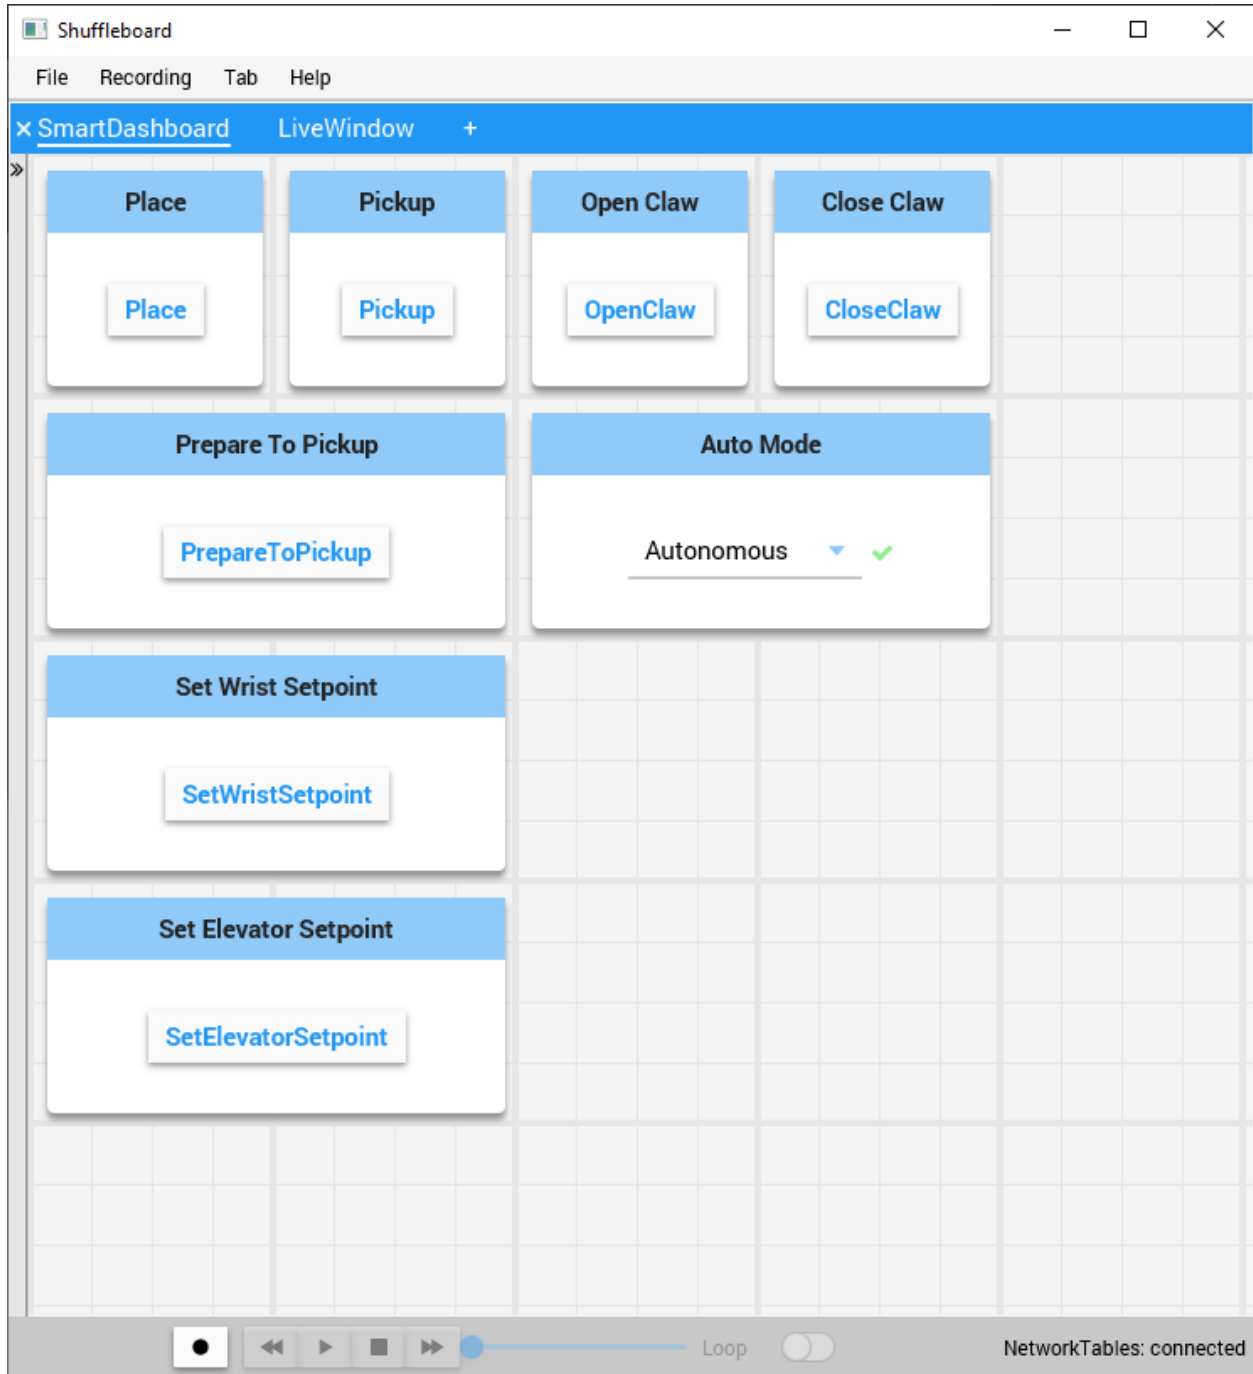 Shuffleboard
File Recording Tab Help
SmartDashboard LiveWindow +
Place Pickup Open Claw Close Claw
Place Pickup OpenClaw CloseClaw
Prepare To Pickup Auto Mode
PrepareToPickup Autonomous
Set Wrist Setpoint
SetWristSetpoint
Set Elevator Setpoint
SetElevatorSetpoint
Loop NetworkTables: connected